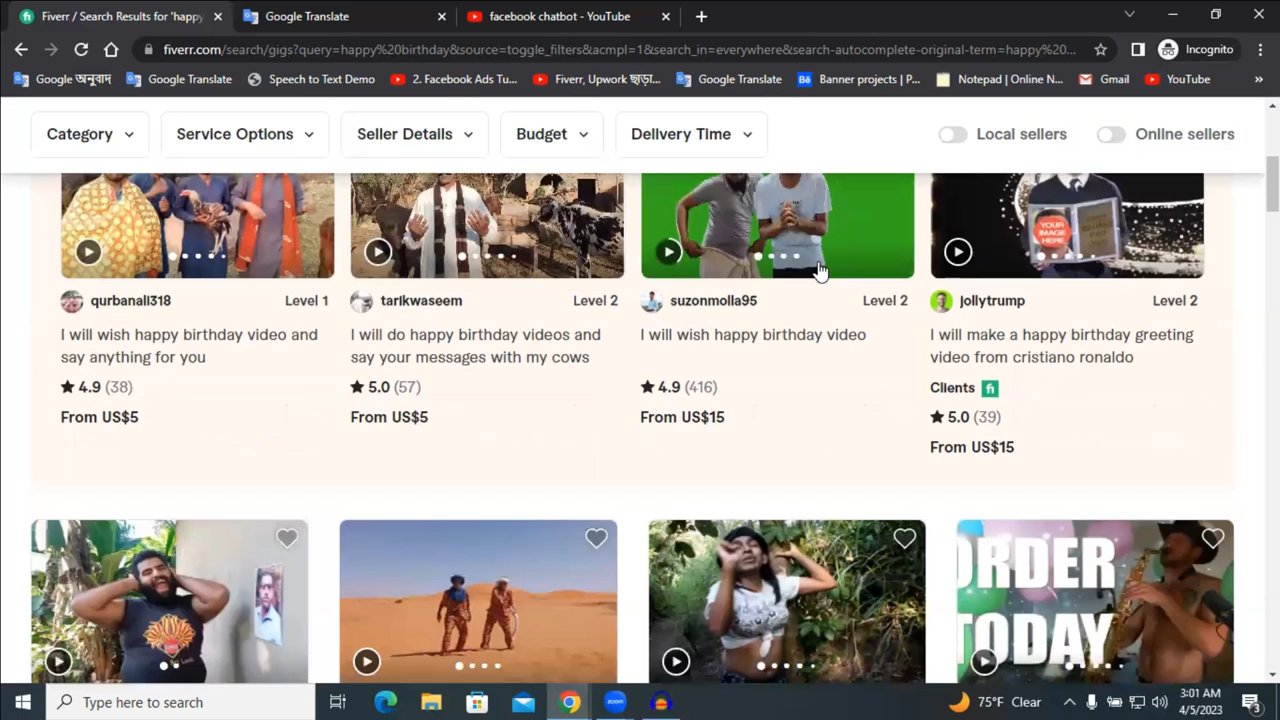 Fiverr / Search Results for 'happy
Google Translate
facebook chatbot - YouTube
fiverr.com/search/gigs?query=happy%20birthday&source=toggle_filters&acmpl=1&search_in=everywhere&search-autocomplete-original-term=happy%20...
Incognito
Google অনুবাদ
Google Translate
Speech to Text Demo
2. Facebook Ads Tu...
Fiverr, Upwork ছাড়া...
Google Translate
Banner projects | P...
Notepad | Online N...
Gmail
YouTube
»
Category
Service Options
Seller Details
Budget
Delivery Time
Local sellers
Online sellers
YOUR IMAGE HERE
qurbanali318
Level 1
I will wish happy birthday video and
say anything for you
4.9 (38)
From US$5
tarikwaseem
Level 2
I will do happy birthday videos and
say your messages with my cows
5.0 (57)
From US$5
suzonmolla95
Level 2
I will wish happy birthday video
4.9 (416)
From US$15
jollytrump
Level 2
I will make a happy birthday greeting
video from cristiano ronaldo
Clients fi
5.0 (39)
From US$15
ORDER
TODAY
Type here to search
zoom
75°F Clear
3:01 AM
4/5/2023
3